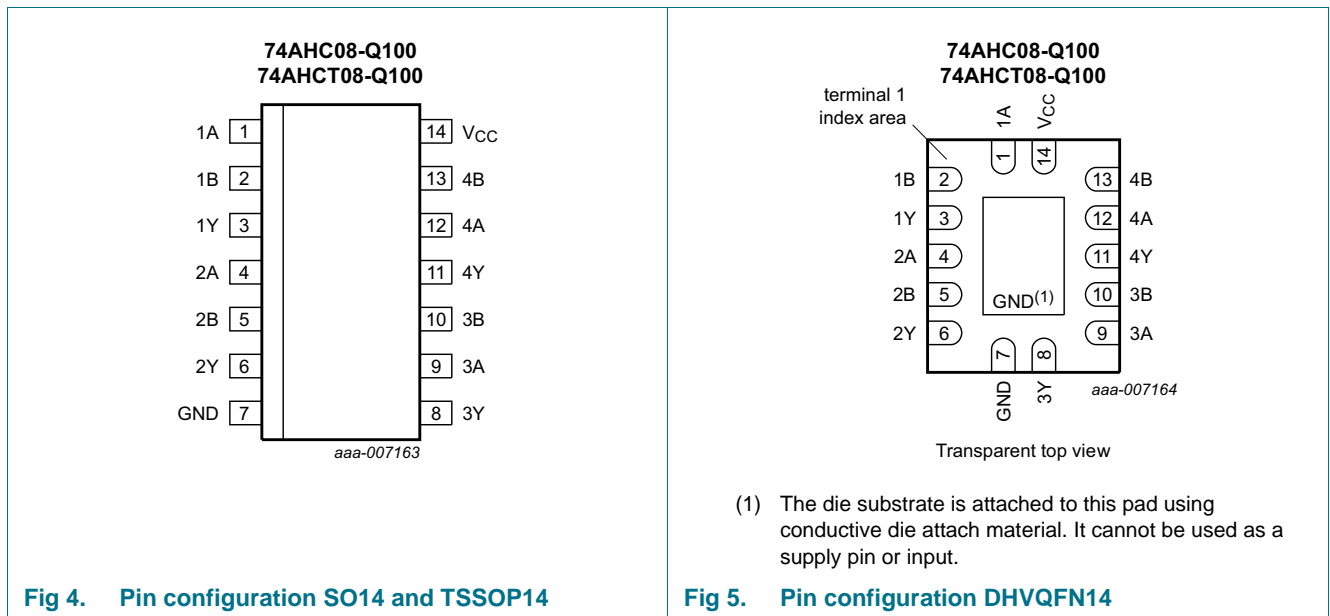 74AHC08-Q100
74AHCT08-Q100
1A 1
14 VCC
1B 2
13 4B
1Y 3
12 4A
2A 4
11 4Y
2B 5
10 3B
2Y 6
9 3A
GND 7
8 3Y
aaa-007163
Fig 4. Pin configuration SO14 and TSSOP14
74AHC08-Q100
74AHCT08-Q100
terminal 1
index area
1A
VCC
1
14
1B 2
13 4B
1Y 3
12 4A
2A 4
11 4Y
2B 5
10 3B
GND(1)
2Y 6
9 3A
7
8
GND
3Y
aaa-007164
Transparent top view
(1) The die substrate is attached to this pad using
conductive die attach material. It cannot be used as a
supply pin or input.
Fig 5. Pin configuration DHVQFN14